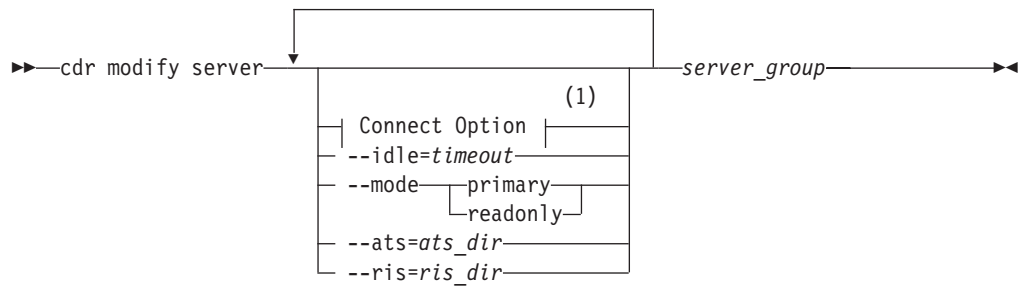 cdr modify server server_group
(1)
Connect Option
--idle=timeout
--mode primary
readonly
--ats=ats_dir
--ris=ris_dir